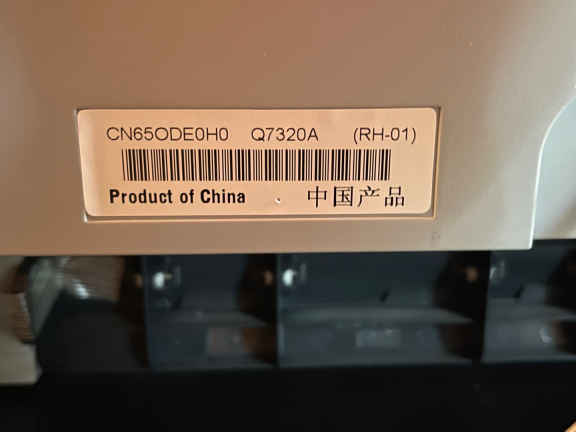 CN65ODE0H0 Q7320A (RH-01)
Product of China 中国产品